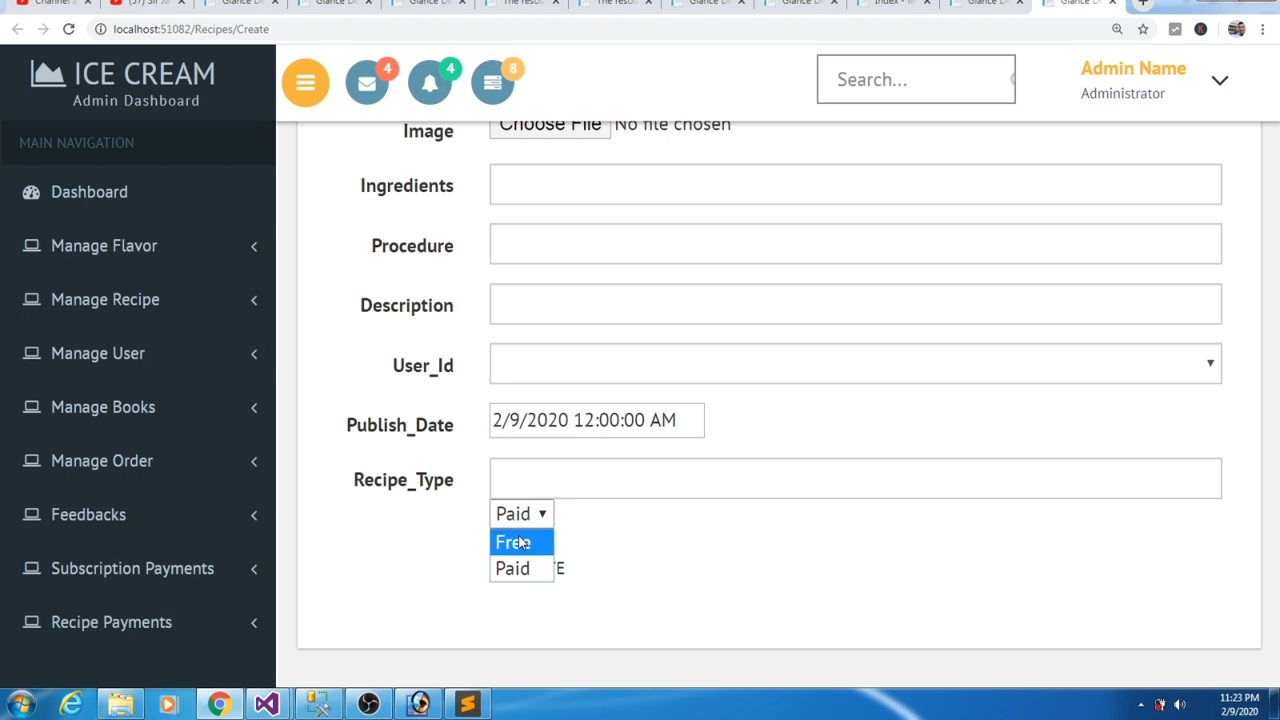 localhost:51082/Recipes/Create
ICE CREAM
Admin Dashboard
4
4
8
Search...
Admin Name
Administrator
MAIN NAVIGATION
Dashboard
Manage Flavor
Manage Recipe
Manage User
Manage Books
Manage Order
Feedbacks
Subscription Payments
Recipe Payments
Image Choose File No file chosen
Ingredients
Procedure
Description
User_Id
Publish_Date 2/9/2020 12:00:00 AM
Recipe_Type
Paid
Free
Paid
11:23 PM
2/9/2020